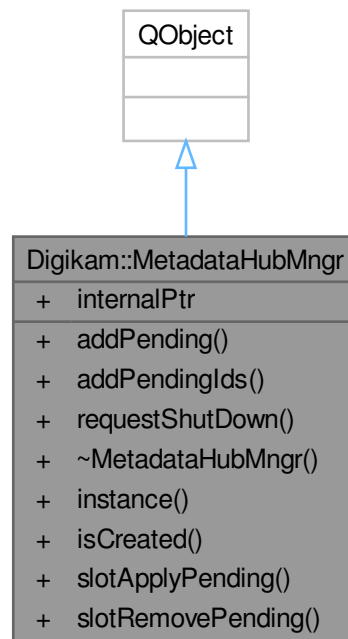 QObject
Digikam::MetadataHubMngr
+ internalPtr
+ addPending()
+ addPendingIds()
+ requestShutDown()
+ ~MetadataHubMngr()
+ instance()
+ isCreated()
+ slotApplyPending()
+ slotRemovePending()